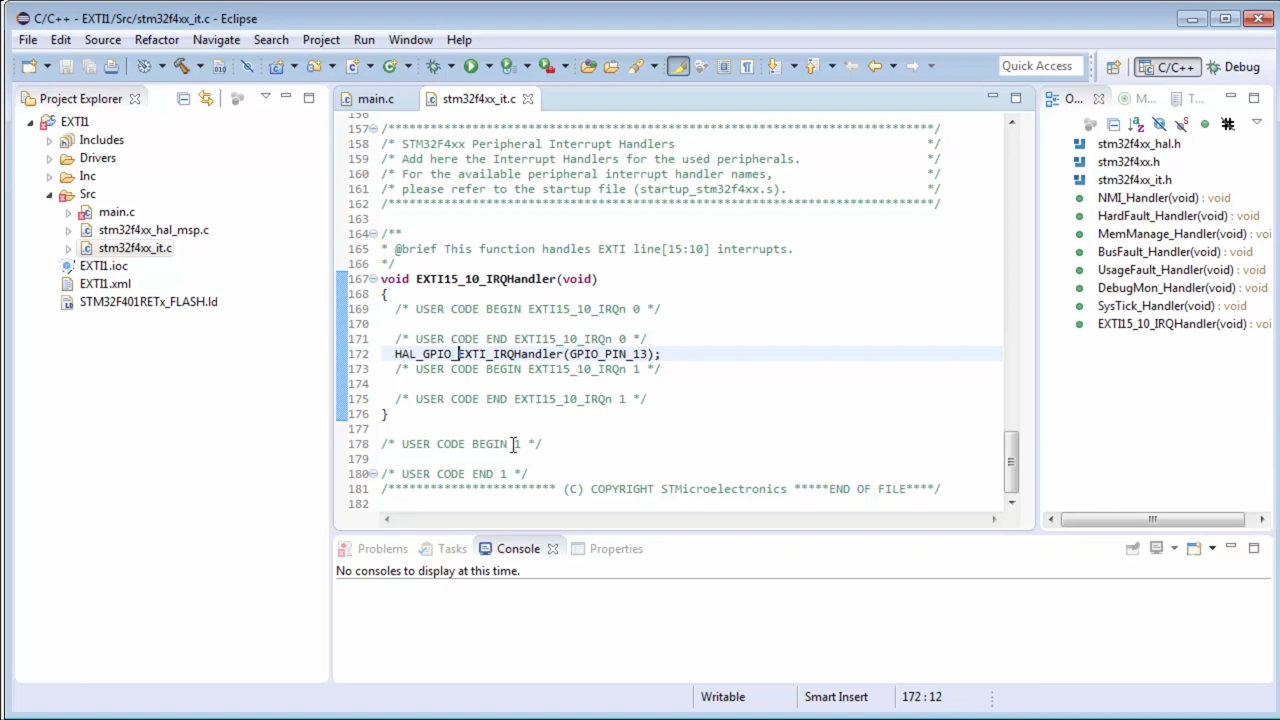 C/C++ - EXTI1/Src/stm32f4xx_it.c - Eclipse
File Edit Source Refactor Navigate Search Project Run Window Help
Quick Access C/C++ Debug
Project Explorer
EXTI1
Includes
Drivers
Inc
Src
main.c
stm32f4xx_hal_msp.c
stm32f4xx_it.c
EXTI1.ioc
EXTI1.xml
STM32F401RETx_FLASH.ld
main.c stm32f4xx_it.c
156
157 /******************************************************************************/
158 /* STM32F4xx Peripheral Interrupt Handlers */
159 /* Add here the Interrupt Handlers for the used peripherals. */
160 /* For the available peripheral interrupt handler names, */
161 /* please refer to the startup file (startup_stm32f4xx.s). */
162 /******************************************************************************/
163
164 /**
165 * @brief This function handles EXTI line[15:10] interrupts.
166 */
167 void EXTI15_10_IRQHandler(void)
168 {
169 /* USER CODE BEGIN EXTI15_10_IRQn 0 */
170
171 /* USER CODE END EXTI15_10_IRQn 0 */
172 HAL_GPIO_EXTI_IRQHandler(GPIO_PIN_13);
173 /* USER CODE BEGIN EXTI15_10_IRQn 1 */
174
175 /* USER CODE END EXTI15_10_IRQn 1 */
176 }
177
178 /* USER CODE BEGIN 1 */
179
180 /* USER CODE END 1 */
181 /************************ (C) COPYRIGHT STMicroelectronics *****END OF FILE****/
182
O... M... T...
stm32f4xx_hal.h
stm32f4xx.h
stm32f4xx_it.h
NMI_Handler(void) : void
HardFault_Handler(void) : void
MemManage_Handler(void) : void
BusFault_Handler(void) : void
UsageFault_Handler(void) : void
DebugMon_Handler(void) : void
SysTick_Handler(void) : void
EXTI15_10_IRQHandler(void) : void
Problems Tasks Console Properties
No consoles to display at this time.
Writable Smart Insert 172 : 12